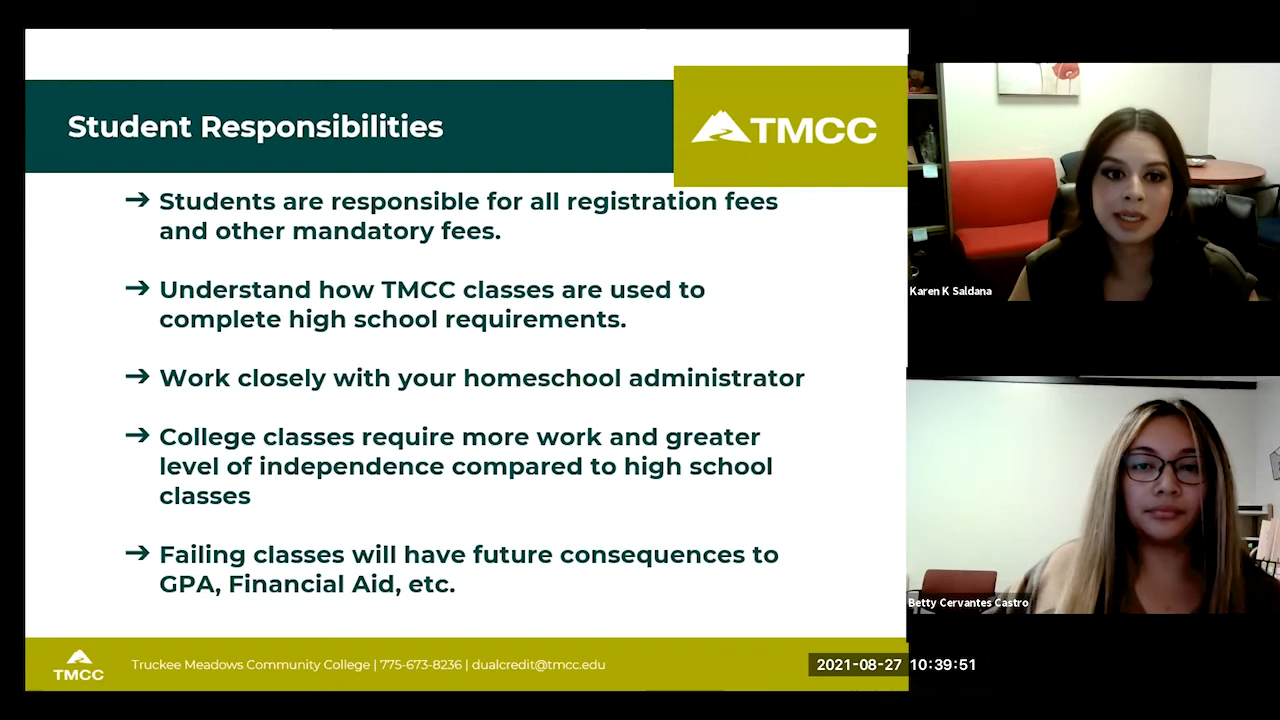 Student Responsibilities
TMCC
➔ Students are responsible for all registration fees
and other mandatory fees.
➔ Understand how TMCC classes are used to
complete high school requirements.
➔ Work closely with your homeschool administrator
➔ College classes require more work and greater
level of independence compared to high school
classes
➔ Failing classes will have future consequences to
GPA, Financial Aid, etc.
TMCC
Truckee Meadows Community College | 775-673-8236 | dualcredit@tmcc.edu
2021-08-27 10:39:51
Karen K Saldana
Betty Cervantes Castro